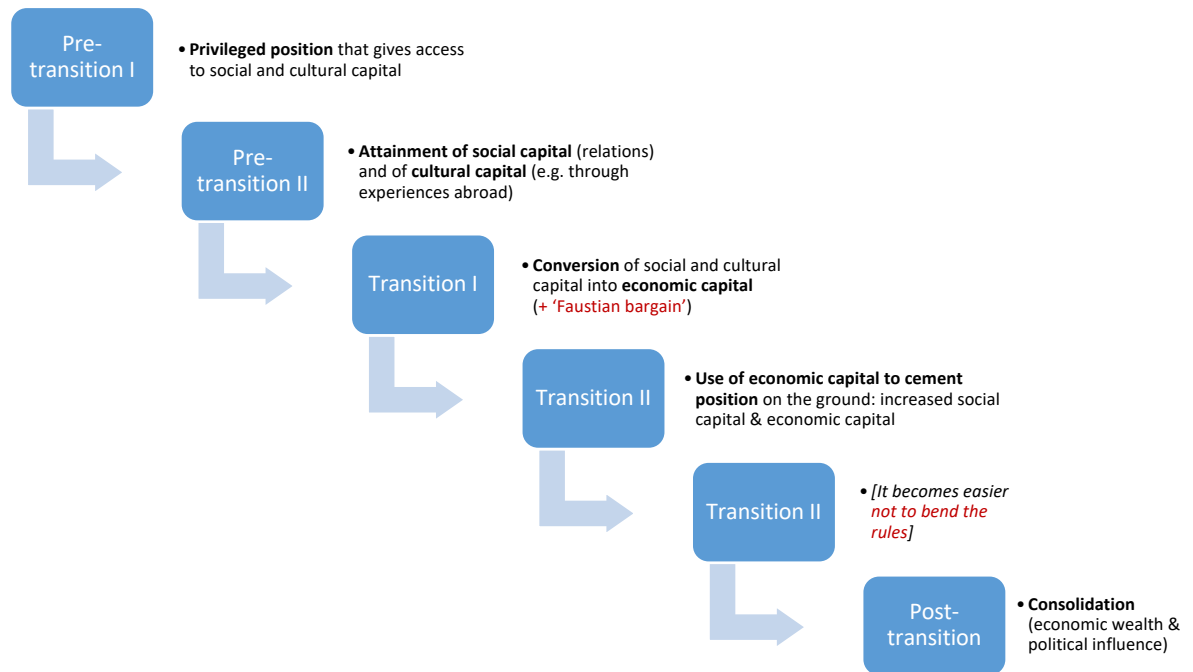 Pre-
transition I
• Privileged position that gives access
to social and cultural capital
Pre-
transition II
• Attainment of social capital (relations)
and of cultural capital (e.g. through
experiences abroad)
Transition I
• Conversion of social and cultural
capital into economic capital
(+ ‘Faustian bargain’)
Transition II
• Use of economic capital to cement
position on the ground: increased social
capital & economic capital
Transition II
• [It becomes easier
not to bend the
rules]
Post-
transition
• Consolidation
(economic wealth &
political influence)